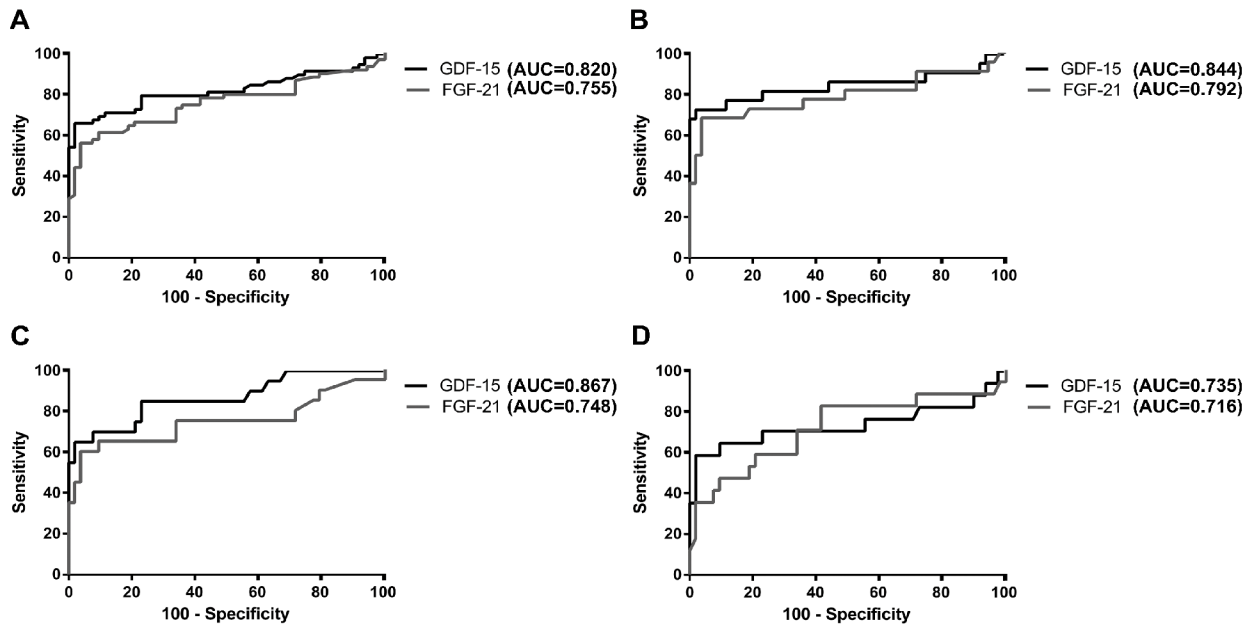 A
Sensitivity
100
80
60
40
20
0
0 20 40 60 80 100
100 - Specificity
GDF-15 (AUC=0.820)
FGF-21 (AUC=0.755)
B
Sensitivity
100
80
60
40
20
0
0 20 40 60 80 100
100 - Specificity
GDF-15 (AUC=0.844)
FGF-21 (AUC=0.792)
C
Sensitivity
100
80
60
40
20
0
0 20 40 60 80 100
100 - Specificity
GDF-15 (AUC=0.867)
FGF-21 (AUC=0.748)
D
Sensitivity
100
80
60
40
20
0
0 20 40 60 80 100
100 - Specificity
GDF-15 (AUC=0.735)
FGF-21 (AUC=0.716)